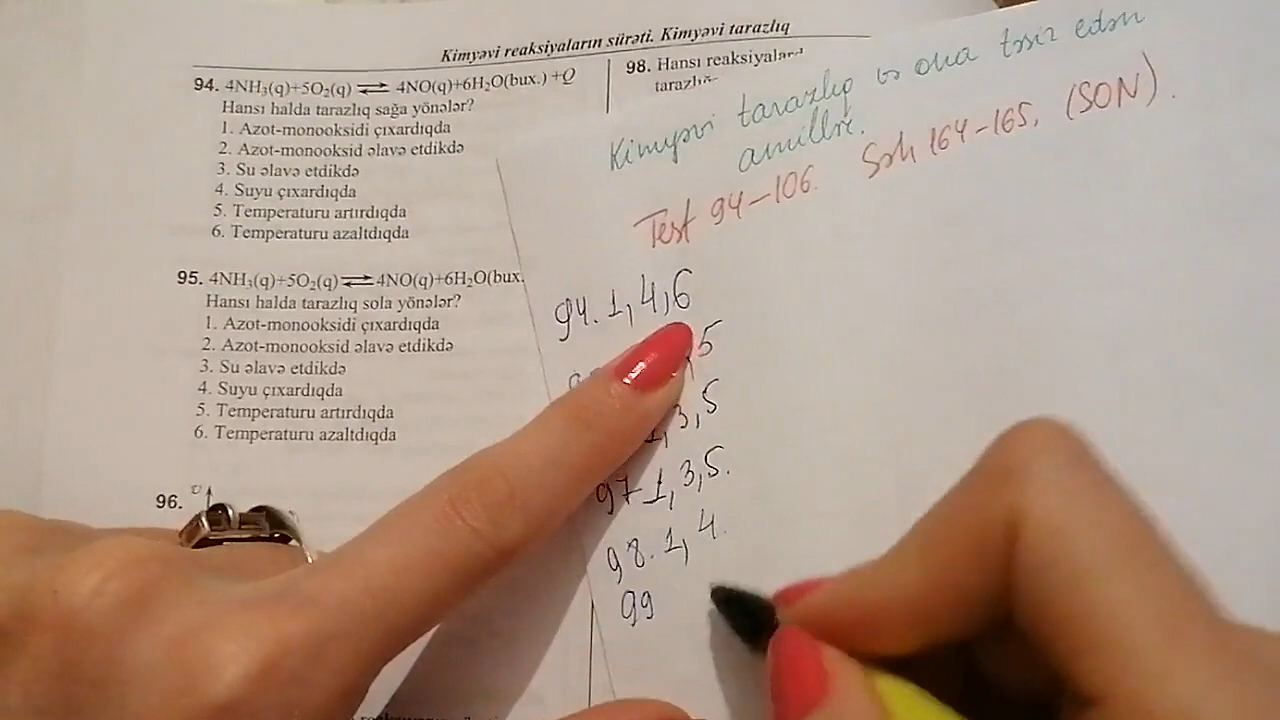 Kimyəvi reaksiyaların sürəti. Kimyəvi tarazlıq
94. 4NH₃(q)+5O₂(q) ⇌ 4NO(q)+6H₂O(bux.) +Q
Hansı halda tarazlıq sağa yönələr?
1. Azot-monooksidi çıxardıqda
2. Azot-monooksid əlavə etdikdə
3. Su əlavə etdikdə
4. Suyu çıxardıqda
5. Temperaturu artırdıqda
6. Temperaturu azaltdıqda
95. 4NH₃(q)+5O₂(q) ⇌ 4NO(q)+6H₂O(bux.
Hansı halda tarazlıq sola yönələr?
1. Azot-monooksidi çıxardıqda
2. Azot-monooksid əlavə etdikdə
3. Su əlavə etdikdə
4. Suyu çıxardıqda
5. Temperaturu artırdıqda
6. Temperaturu azaltdıqda
96.
98. Hansı reaksiyalard
Kimyəvi tarazlıq və ona təsir edən
amillər.
Test 94-106. Səh 164-165. (SON).
94. 1,4,6
,5
1,3,5
97 1,3,5.
98. 1,4.
99